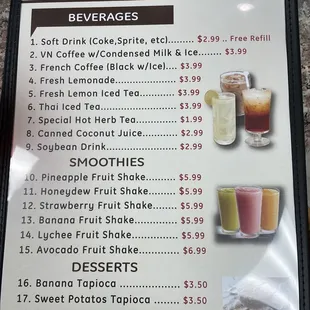 BEVERAGES
1. Soft Drink (Coke,Sprite, etc)........$2.99 .. Free Refill
2. VN Coffee w/Condensed Milk & Ice...... $3.99
3. French Coffee (Black w/Ice).... $3.99
4. Fresh Lemonade.................... $3.99
5. Fresh Lemon Iced Tea............ $3.99
6. Thai Iced Tea....................... $3.99
7. Special Hot Herb Tea............. $1.99
8. Canned Coconut Juice............ $2.99
9. Soybean Drink...................... $2.99
SMOOTHIES
10. Pineapple Fruit Shake......... $5.99
11. Honeydew Fruit Shake......... $5.99
12. Strawberry Fruit Shake........ $5.99
13. Banana Fruit Shake............. $5.99
14. Lychee Fruit Shake.............. $5.99
15. Avocado Fruit Shake............ $6.99
DESSERTS
16. Banana Tapioca .................. $3.50
17. Sweet Potatos Tapioca ........ $3.50